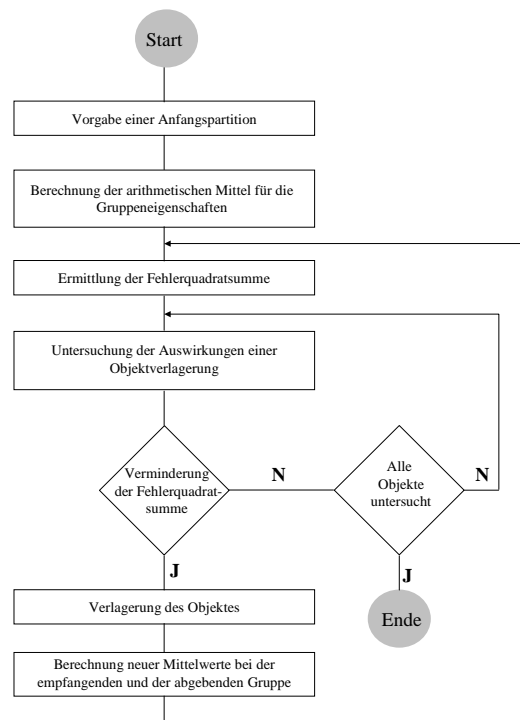 Start
Vorgabe einer Anfangspartition
Berechnung der arithmetischen Mittel für die
Gruppeneigenschaften
Ermittlung der Fehlerquadratsumme
Untersuchung der Auswirkungen einer
Objektverlagerung
Verminderung
der Fehlerquadrat-
summe
N
Alle
Objekte
untersucht
N
J
J
Verlagerung des Objektes
Ende
Berechnung neuer Mittelwerte bei der
empfangenden und der abgebenden Gruppe